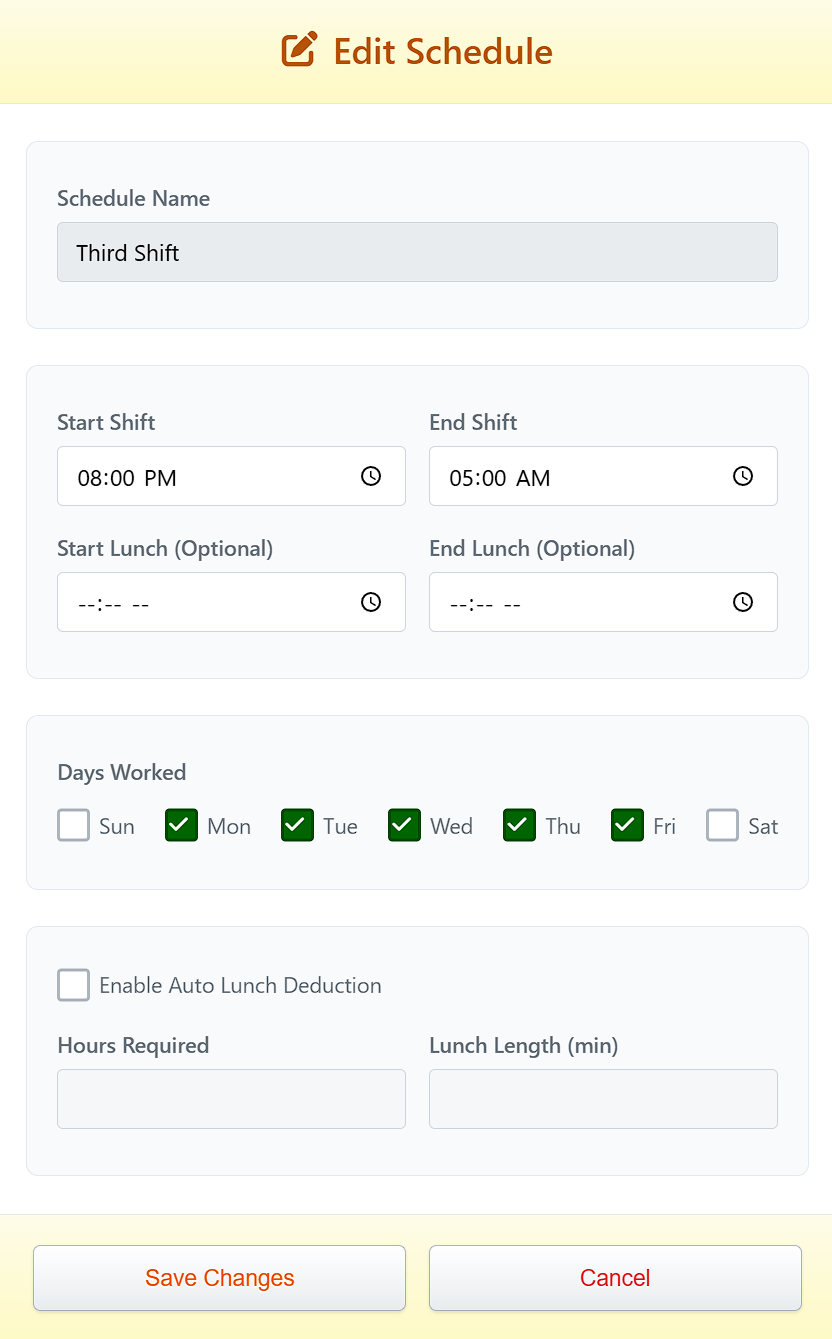 Edit Schedule
Schedule Name
Third Shift
Start Shift End Shift
08:00 PM 05:00 AM
Start Lunch (Optional) End Lunch (Optional)
--:-- -- --:-- --
Days Worked
Sun Mon Tue Wed Thu Fri Sat
Enable Auto Lunch Deduction
Hours Required Lunch Length (min)
Save Changes Cancel